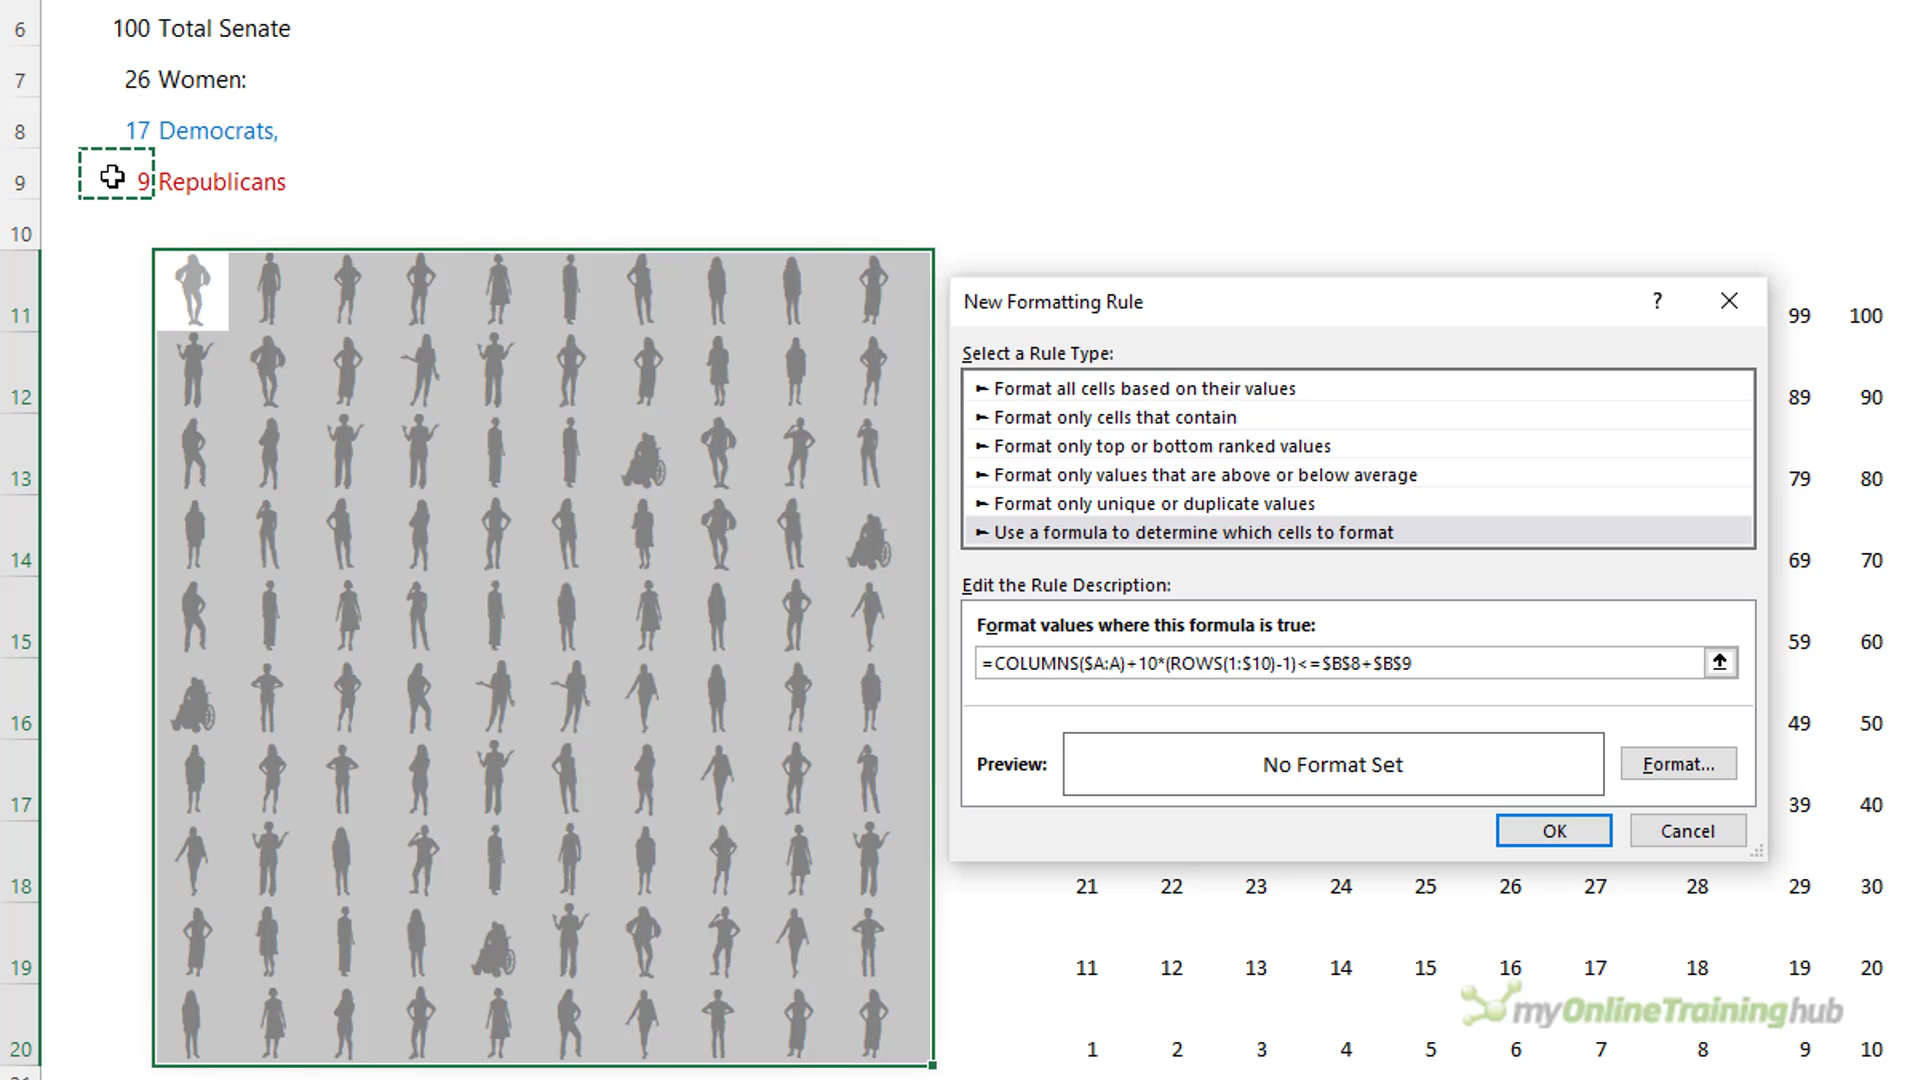 6 100 Total Senate
7 26 Women:
8 17 Democrats,
9 9 Republicans
10
11
12
13
14
15
16
17
18
19
20
New Formatting Rule ? ×
Select a Rule Type:
► Format all cells based on their values
► Format only cells that contain
► Format only top or bottom ranked values
► Format only values that are above or below average
► Format only unique or duplicate values
► Use a formula to determine which cells to format
Edit the Rule Description:
Format values where this formula is true:
=COLUMNS($A:A)+10*(ROWS(1:$10)-1)<=$B$8+$B$9
Preview: No Format Set Format...
OK Cancel
99 100
89 90
79 80
69 70
59 60
49 50
39 40
21 22 23 24 25 26 27 28 29 30
11 12 13 14 15 16 17 18 19 20
myOnlineTraininghub
1 2 3 4 5 6 7 8 9 10